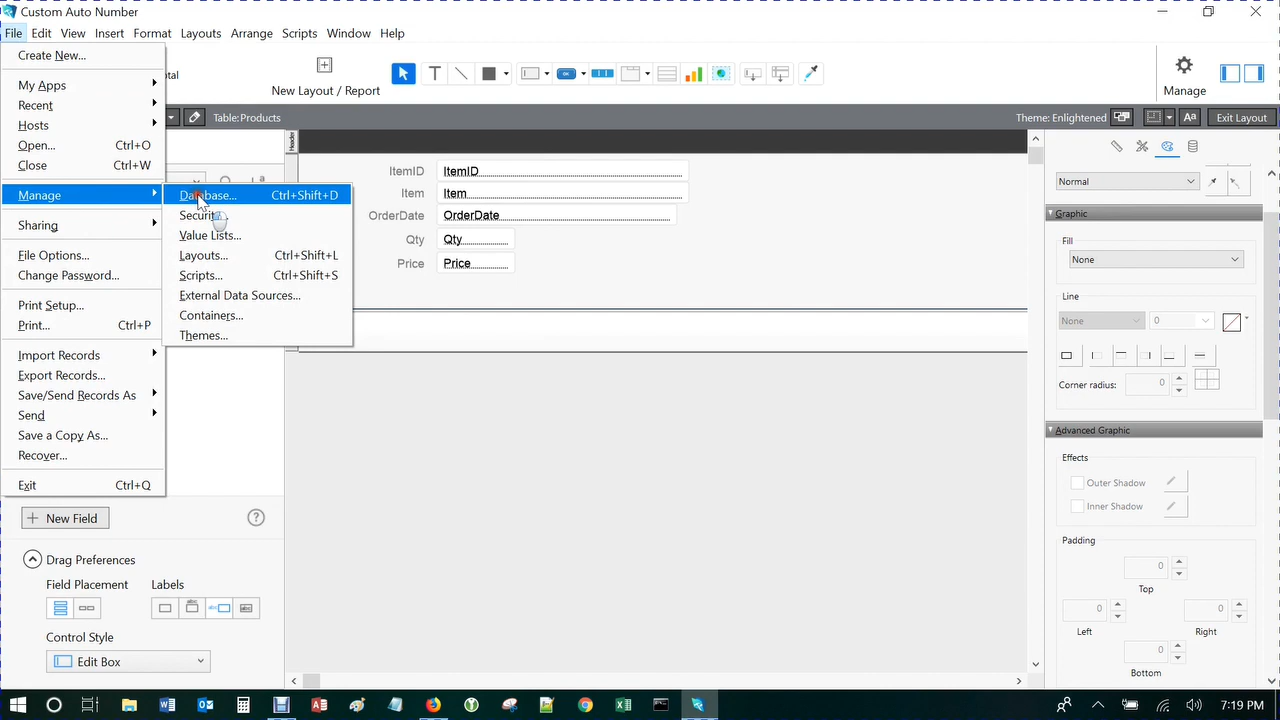 Custom Auto Number
File Edit View Insert Format Layouts Arrange Scripts Window Help
Create New...
My Apps
Recent
Hosts
Open... Ctrl+O
Close Ctrl+W
Manage
Sharing
File Options...
Change Password...
Print Setup...
Print... Ctrl+P
Import Records
Export Records...
Save/Send Records As
Send
Save a Copy As...
Recover...
Exit Ctrl+Q
Database... Ctrl+Shift+D
Security...
Value Lists...
Layouts... Ctrl+Shift+L
Scripts... Ctrl+Shift+S
External Data Sources...
Containers...
Themes...
New Layout / Report
Manage
Table: Products
Theme: Enlightened
Aa
Exit Layout
Header
ItemID ItemID
Item Item
OrderDate OrderDate
Qty Qty
Price Price
Normal
Graphic
Fill
None
Line
None 0
Corner radius: 0
Advanced Graphic
Effects
Outer Shadow
Inner Shadow
Padding
0
Top
0 0
Left Right
0
Bottom
+ New Field
?
Drag Preferences
Field Placement Labels
Control Style
Edit Box
7:19 PM